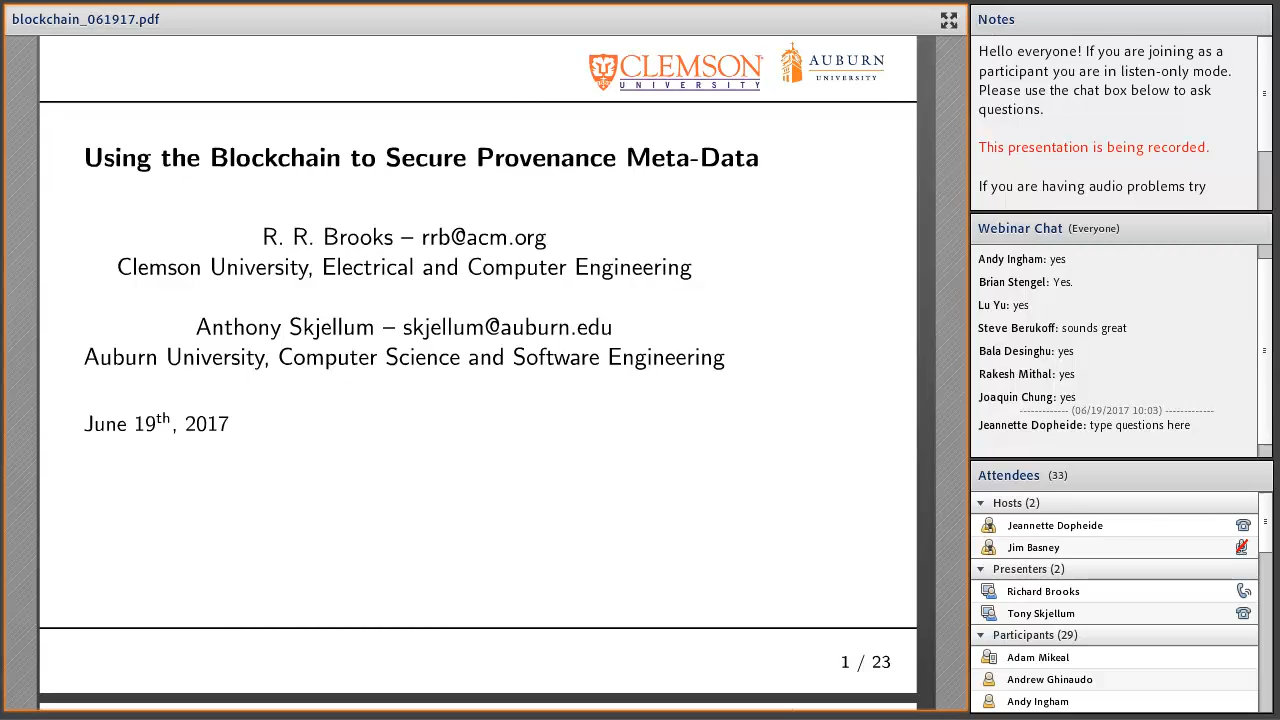 blockchain_061917.pdf
CLEMSON
UNIVERSITY
AUBURN
UNIVERSITY
Using the Blockchain to Secure Provenance Meta-Data
R. R. Brooks – rrb@acm.org
Clemson University, Electrical and Computer Engineering
Anthony Skjellum – skjellum@auburn.edu
Auburn University, Computer Science and Software Engineering
June 19th, 2017
1 / 23
Notes
Hello everyone! If you are joining as a
participant you are in listen-only mode.
Please use the chat box below to ask
questions.
This presentation is being recorded.
If you are having audio problems try
Webinar Chat (Everyone)
Andy Ingham: yes
Brian Stengel: Yes.
Lu Yu: yes
Steve Berukoff: sounds great
Bala Desinghu: yes
Rakesh Mithal: yes
Joaquin Chung: yes
------------- (06/19/2017 10:03) -------------
Jeannette Dopheide: type questions here
Attendees (33)
Hosts (2)
Jeannette Dopheide
Jim Basney
Presenters (2)
Richard Brooks
Tony Skjellum
Participants (29)
Adam Mikeal
Andrew Ghinaudo
Andy Ingham